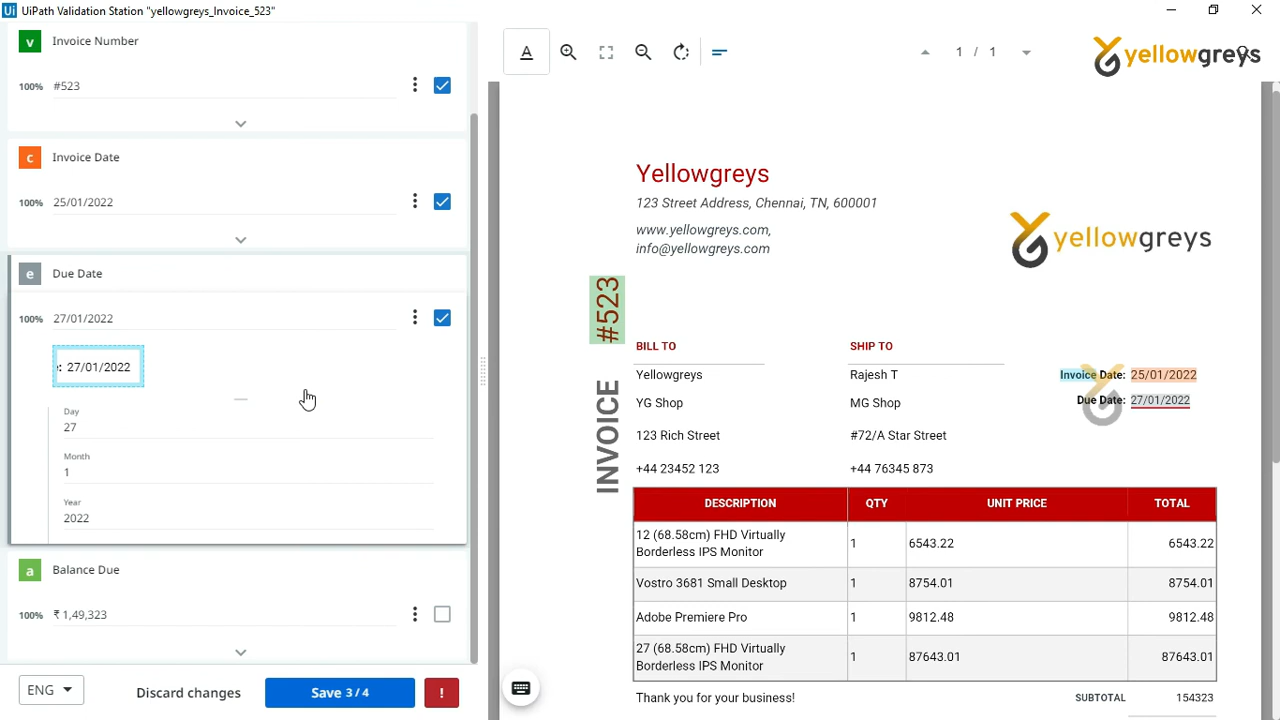 UiPath Validation Station "yellowgreys_Invoice_523"
v Invoice Number
100% #523
c Invoice Date
100% 25/01/2022
e Due Date
100% 27/01/2022
: 27/01/2022
Day
27
Month
1
Year
2022
a Balance Due
100% ₹ 1,49,323
ENG
Discard changes
Save 3 / 4
!
A
1 / 1
yellowgreys
Yellowgreys
123 Street Address, Chennai, TN, 600001
www.yellowgreys.com,
info@yellowgreys.com
yellowgreys
INVOICE #523
BILL TO
Yellowgreys
YG Shop
123 Rich Street
+44 23452 123
SHIP TO
Rajesh T
MG Shop
#72/A Star Street
+44 76345 873
Invoice Date: 25/01/2022
Due Date: 27/01/2022
DESCRIPTION QTY UNIT PRICE TOTAL
12 (68.58cm) FHD Virtually
Borderless IPS Monitor 1 6543.22 6543.22
Vostro 3681 Small Desktop 1 8754.01 8754.01
Adobe Premiere Pro 1 9812.48 9812.48
27 (68.58cm) FHD Virtually
Borderless IPS Monitor 1 87643.01 87643.01
Thank you for your business! SUBTOTAL 154323